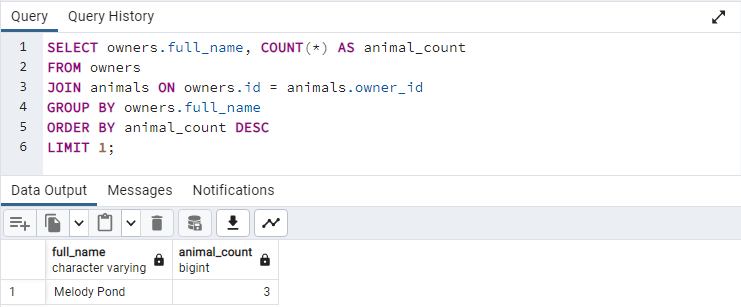 Query Query History
1 SELECT owners.full_name, COUNT(*) AS animal_count
2 FROM owners
3 JOIN animals ON owners.id = animals.owner_id
4 GROUP BY owners.full_name
5 ORDER BY animal_count DESC
6 LIMIT 1;
Data Output Messages Notifications
full_name animal_count
character varying bigint
1 Melody Pond 3